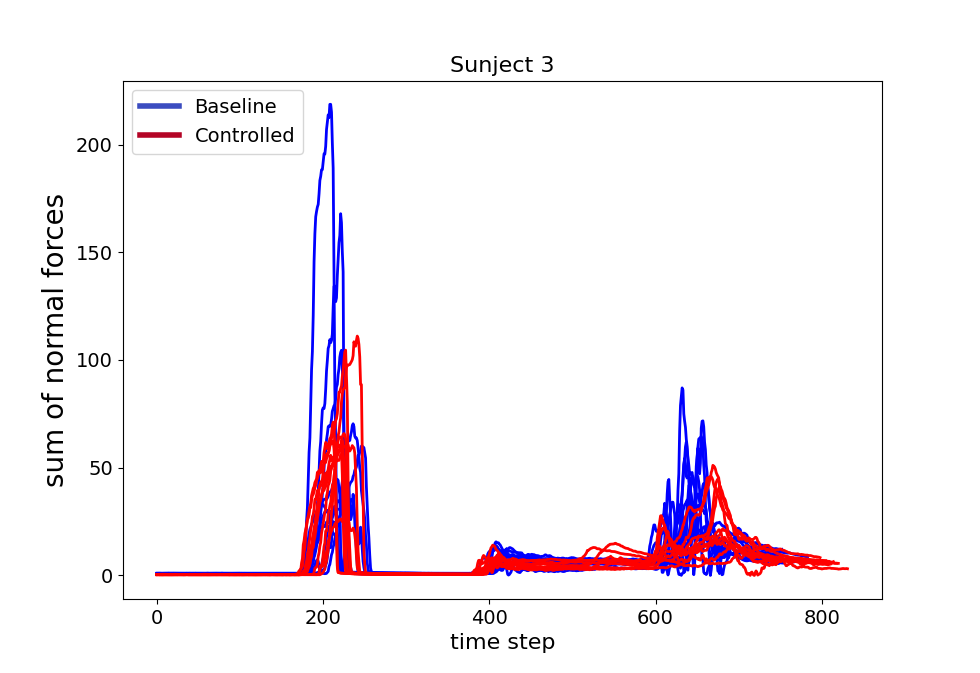 Sunject 3
Baseline
Controlled
sum of normal forces
200
150
100
50
0
0 200 400 600 800
time step